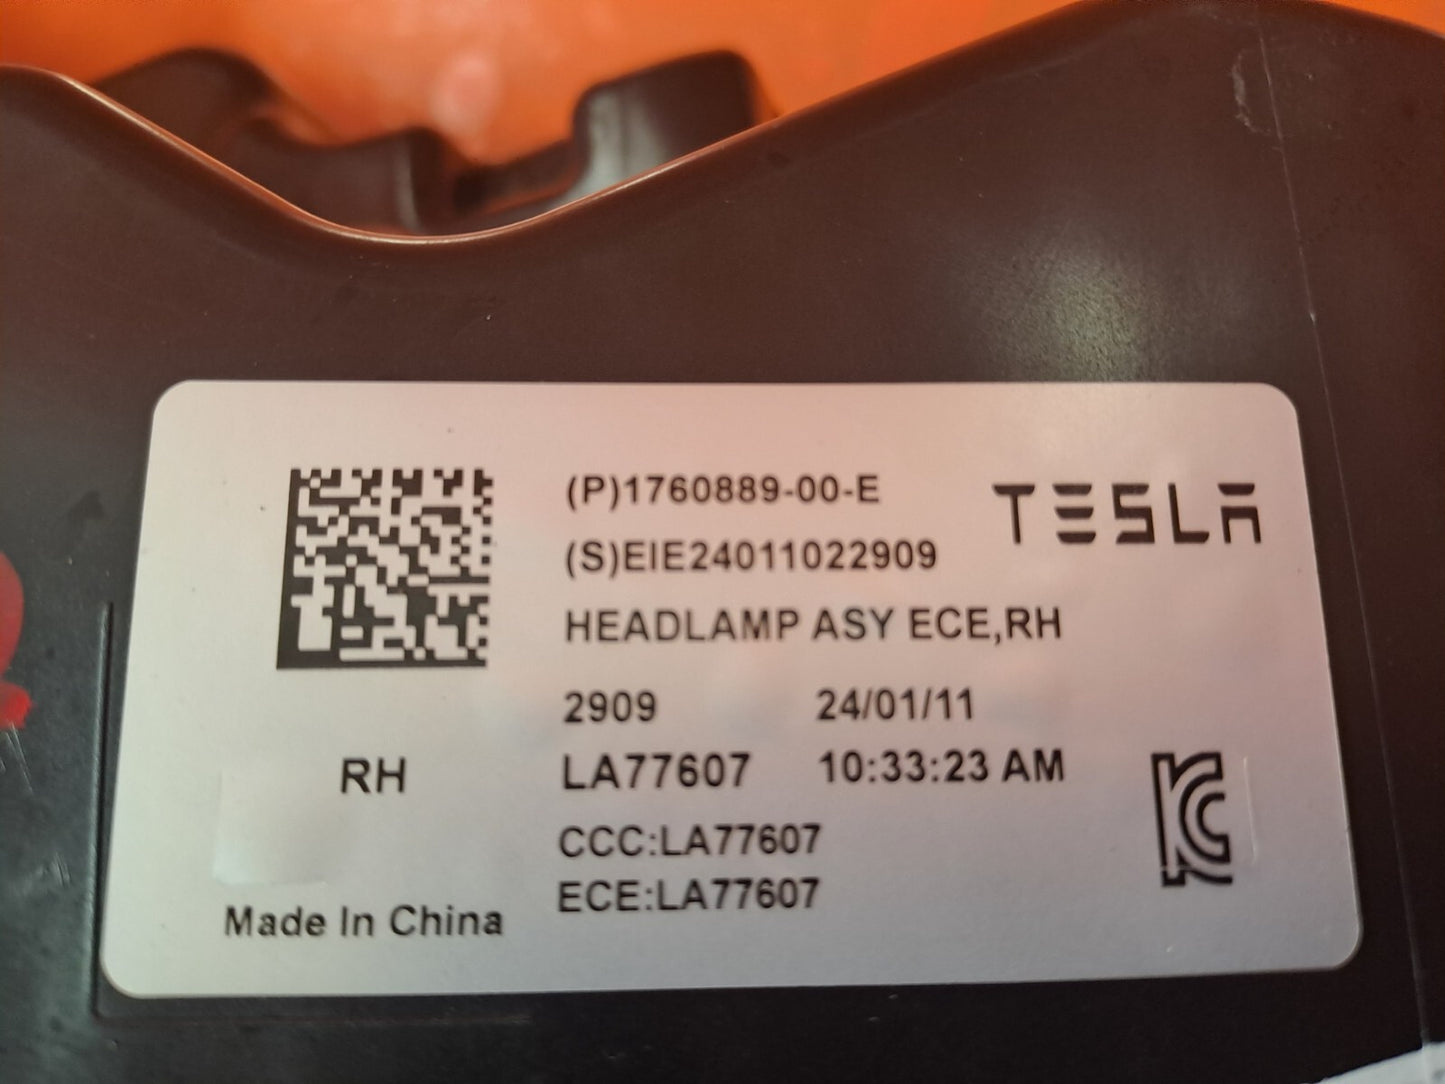 (P)1760889-00-E
TESLA
(S)EIE24011022909
HEADLAMP ASY ECE,RH
2909 24/01/11
RH LA77607 10:33:23 AM
CCC:LA77607
ECE:LA77607
Made In China
KC